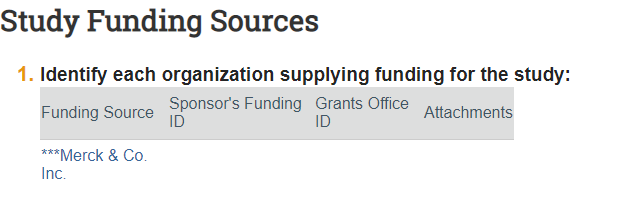 Study Funding Sources
1. Identify each organization supplying funding for the study:
Funding Source Sponsor's Funding ID Grants Office ID Attachments
***Merck & Co.
Inc.